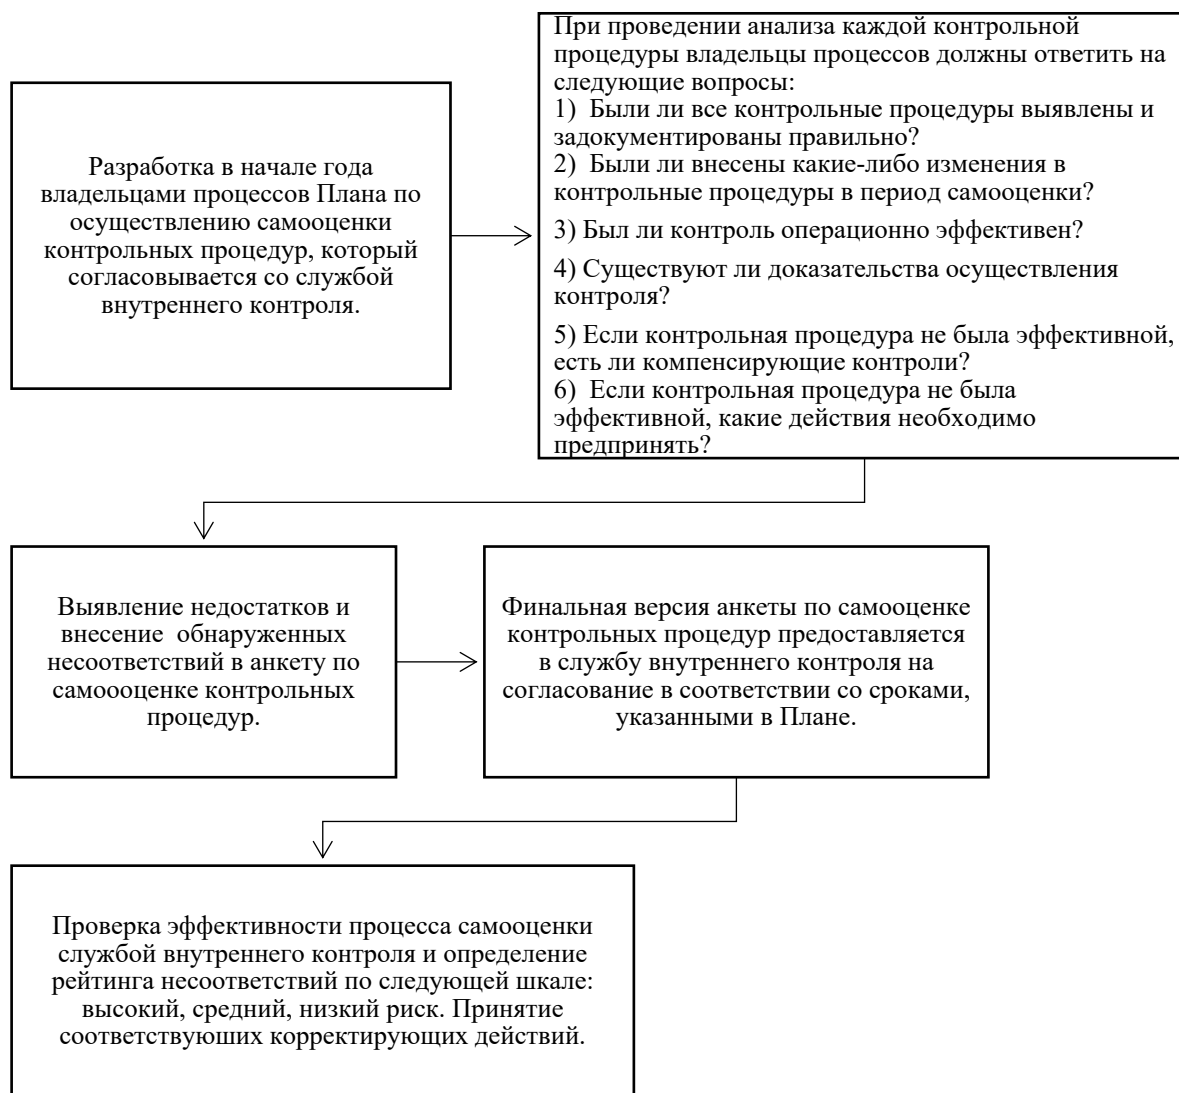 Разработка в начале года
владельцами процессов Плана по
осуществлению самооценки
контрольных процедур, который
согласовывается со службой
внутреннего контроля.
При проведении анализа каждой контрольной
процедуры владельцы процессов должны ответить на
следующие вопросы:
1) Были ли все контрольные процедуры выявлены и
задокументированы правильно?
2) Были ли внесены какие-либо изменения в
контрольные процедуры в период самооценки?
3) Был ли контроль операционно эффективен?
4) Существуют ли доказательства осуществления
контроля?
5) Если контрольная процедура не была эффективной,
есть ли компенсирующие контроли?
6) Если контрольная процедура не была
эффективной, какие действия необходимо
предпринять?
Выявление недостатков и
внесение обнаруженных
несоответствий в анкету по
самоооценке контрольных
процедур.
Финальная версия анкеты по самооценке
контрольных процедур предоставляется
в службу внутреннего контроля на
согласование в соответствии со сроками,
указанными в Плане.
Проверка эффективности процесса самооценки
службой внутреннего контроля и определение
рейтинга несоответствий по следующей шкале:
высокий, средний, низкий риск. Принятие
соответствуюших корректирующих действий.